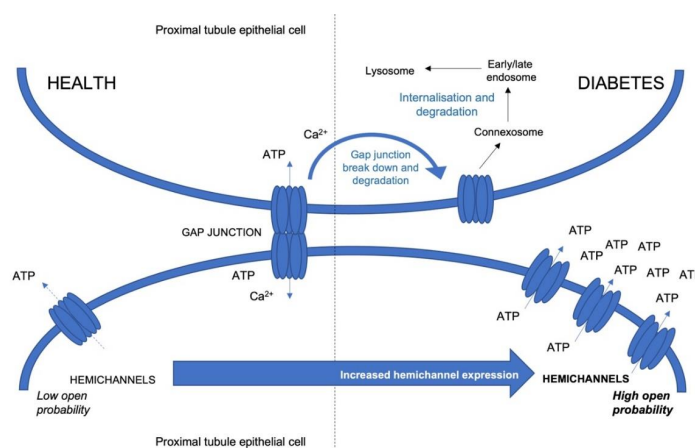 Proximal tubule epithelial cell
HEALTH
DIABETES
Lysosome
Early/late
endosome
Internalisation and
degradation
Connexosome
Ca²⁺
ATP
Gap junction
break down and
degradation
GAP JUNCTION
ATP
Ca²⁺
ATP
HEMICHANNELS
Low open
probability
Increased hemichannel expression
ATP
ATP
ATP
ATP
ATP
AT
ATP
ATP
ATP
ATP
HEMICHANNELS
High open
probability
Proximal tubule epithelial cell